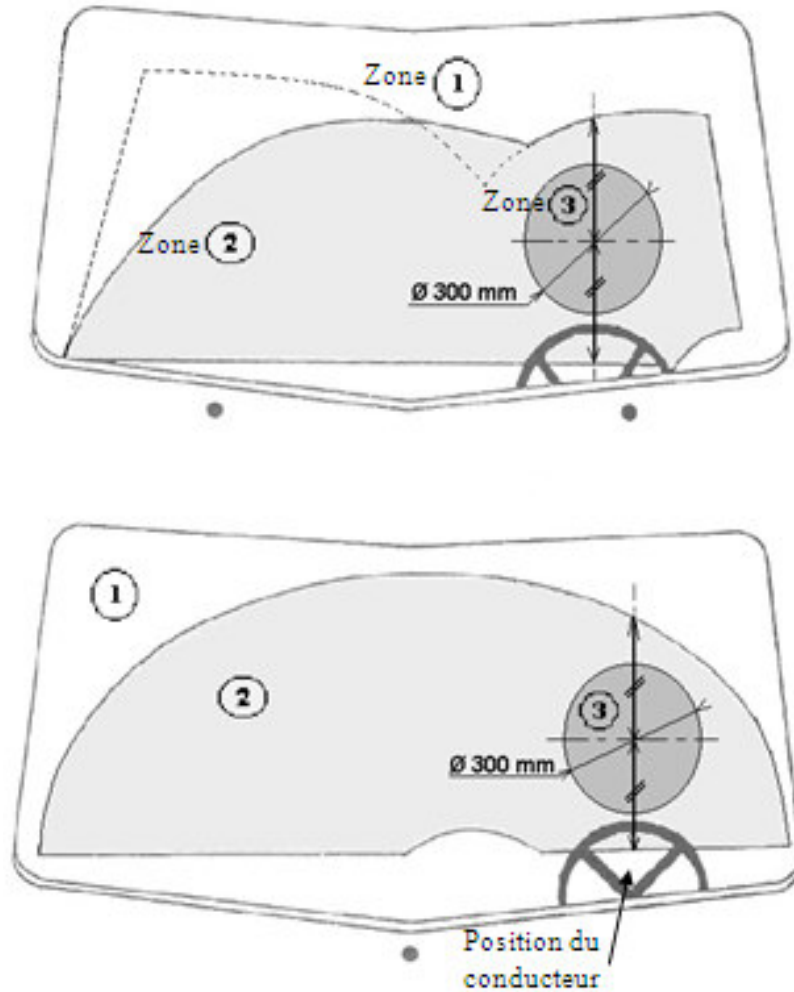 Zone 1
Zone 3
Zone 2
Ø 300 mm
1
2
3
Ø 300 mm
Position du
conducteur